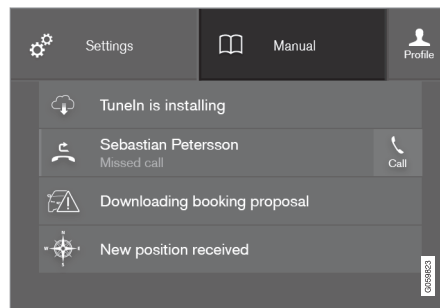 Settings
Manual
Profile
TuneIn is installing
Sebastian Petersson
Missed call
Call
Downloading booking proposal
N
W
New position received
G059823